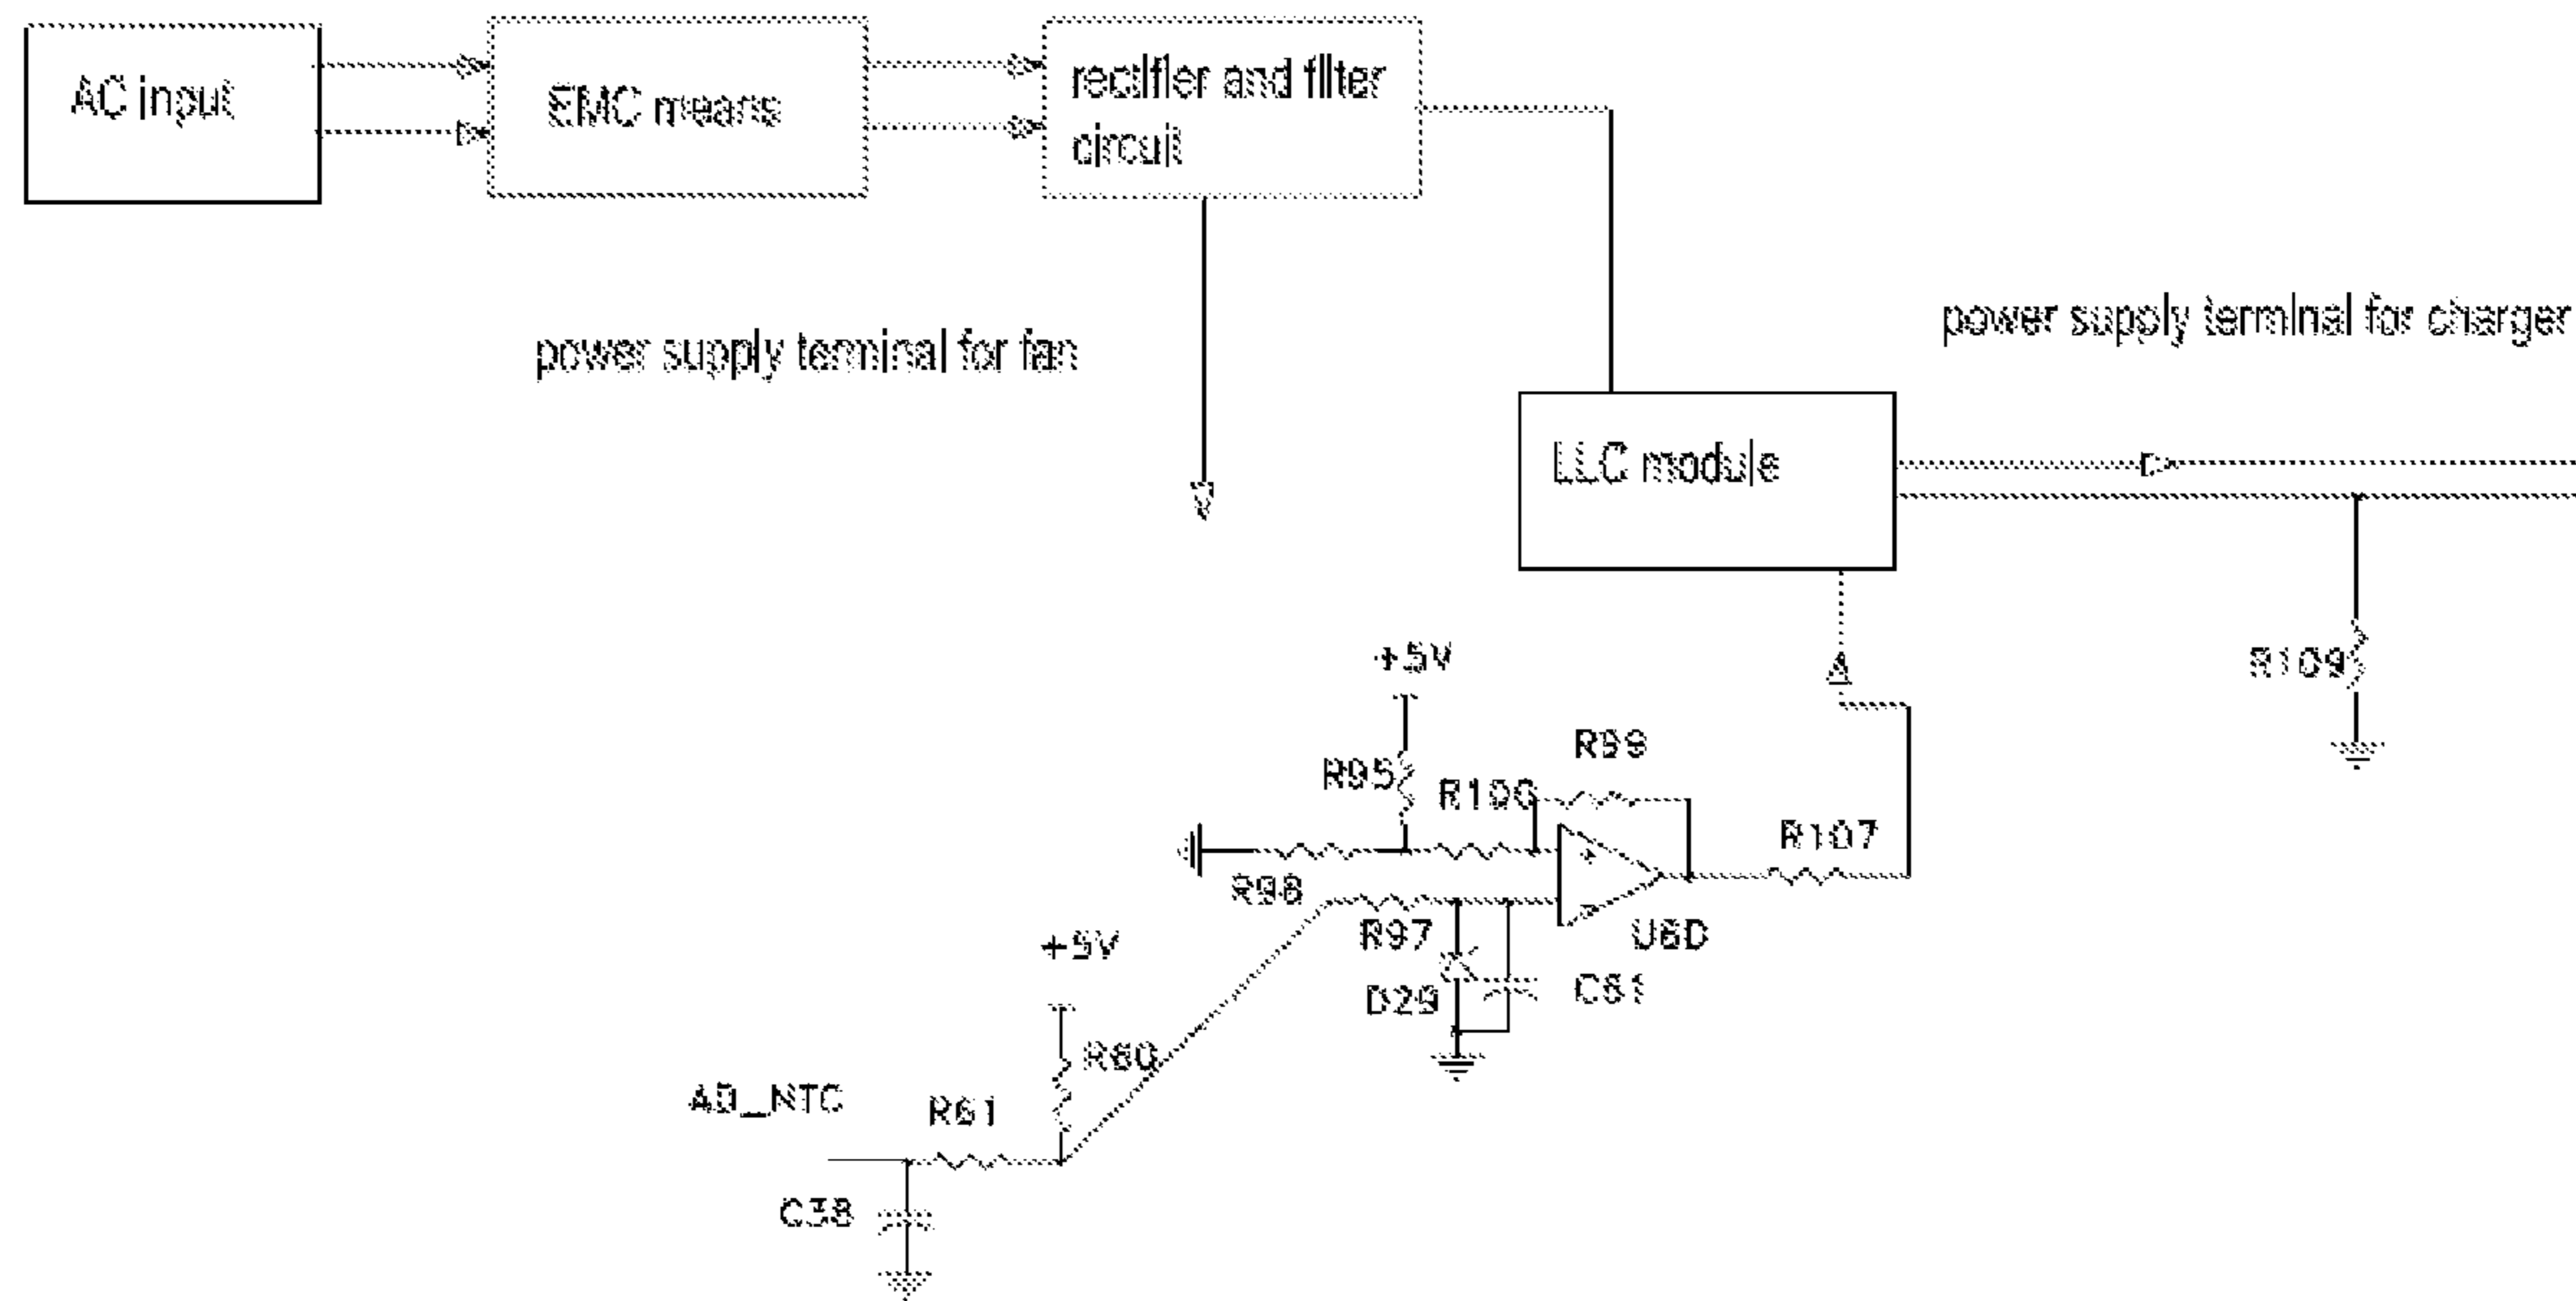 AC input
EMC means
rectifier and filter
circuit
power supply terminal for fan
power supply terminal for charger
LLC module
+5V
R109
R99
R95
R100
R107
R98
R97
U6D
+5V
D29
C61
R60
AD_NTC
R61
C38